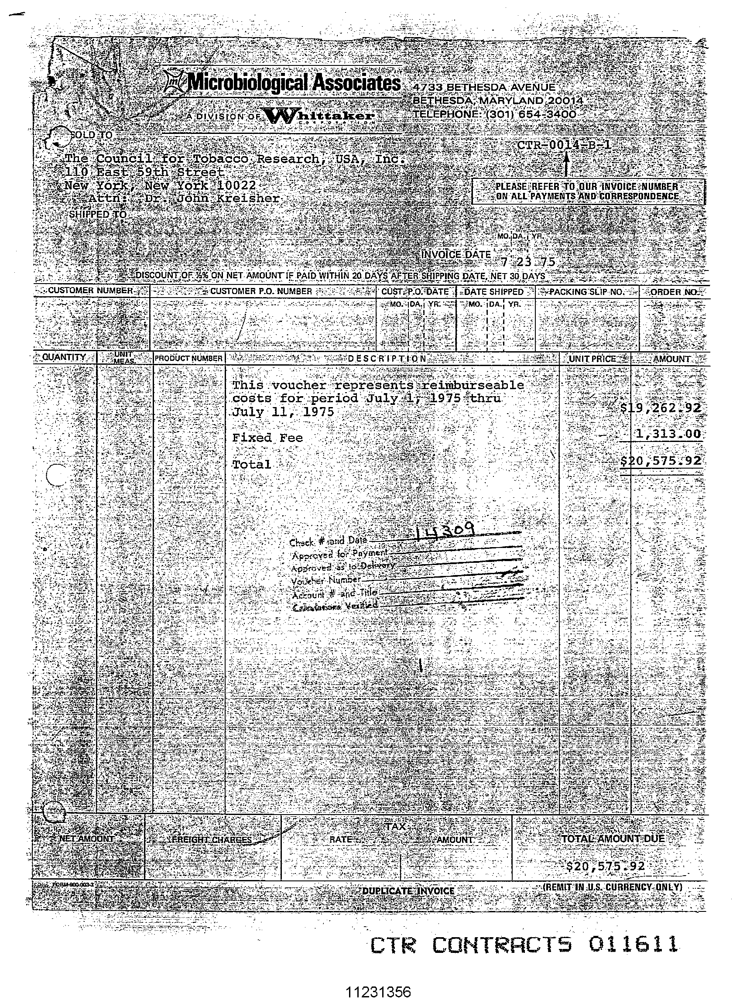 Microbiological Associates
A DIVISION OF Whittaker
4733 BETHESDA AVENUE
BETHESDA, MARYLAND 20014
TELEPHONE: (301) 654-3400
SOLD TO
CTR-0014-B-1
The Council for Tobacco Research, USA, Inc.
110 East 59th Street
New York, New York 10022
Attn: Dr. John Kreisher
PLEASE REFER TO OUR INVOICE NUMBER
ON ALL PAYMENTS AND CORRESPONDENCE
SHIPPED TO
MO. DA. YR.
INVOICE DATE 7 23 75
DISCOUNT OF % ON NET AMOUNT IF PAID WITHIN 20 DAYS AFTER SHIPPING DATE, NET 30 DAYS
CUSTOMER NUMBER CUSTOMER P.O. NUMBER CUST. P.O. DATE DATE SHIPPED PACKING SLIP NO. ORDER NO.
MO. DA. YR. MO. DA. YR.
QUANTITY UNIT MEAS. PRODUCT NUMBER DESCRIPTION UNIT PRICE AMOUNT
This voucher represents reimburseable
costs for period July 1, 1975 thru
July 11, 1975 $19,262.92
Fixed Fee 1,313.00
Total $20,575.92
Check # and Date 14309
Approved for Payment
Approved as to Delivery
Voucher Number
Account # and Title
Calculations Verified
NET AMOUNT FREIGHT CHARGES TAX TOTAL AMOUNT DUE
RATE AMOUNT
$20,575.92
DUPLICATE INVOICE (REMIT IN U.S. CURRENCY ONLY)
CTR CONTRACTS 011611
11231356